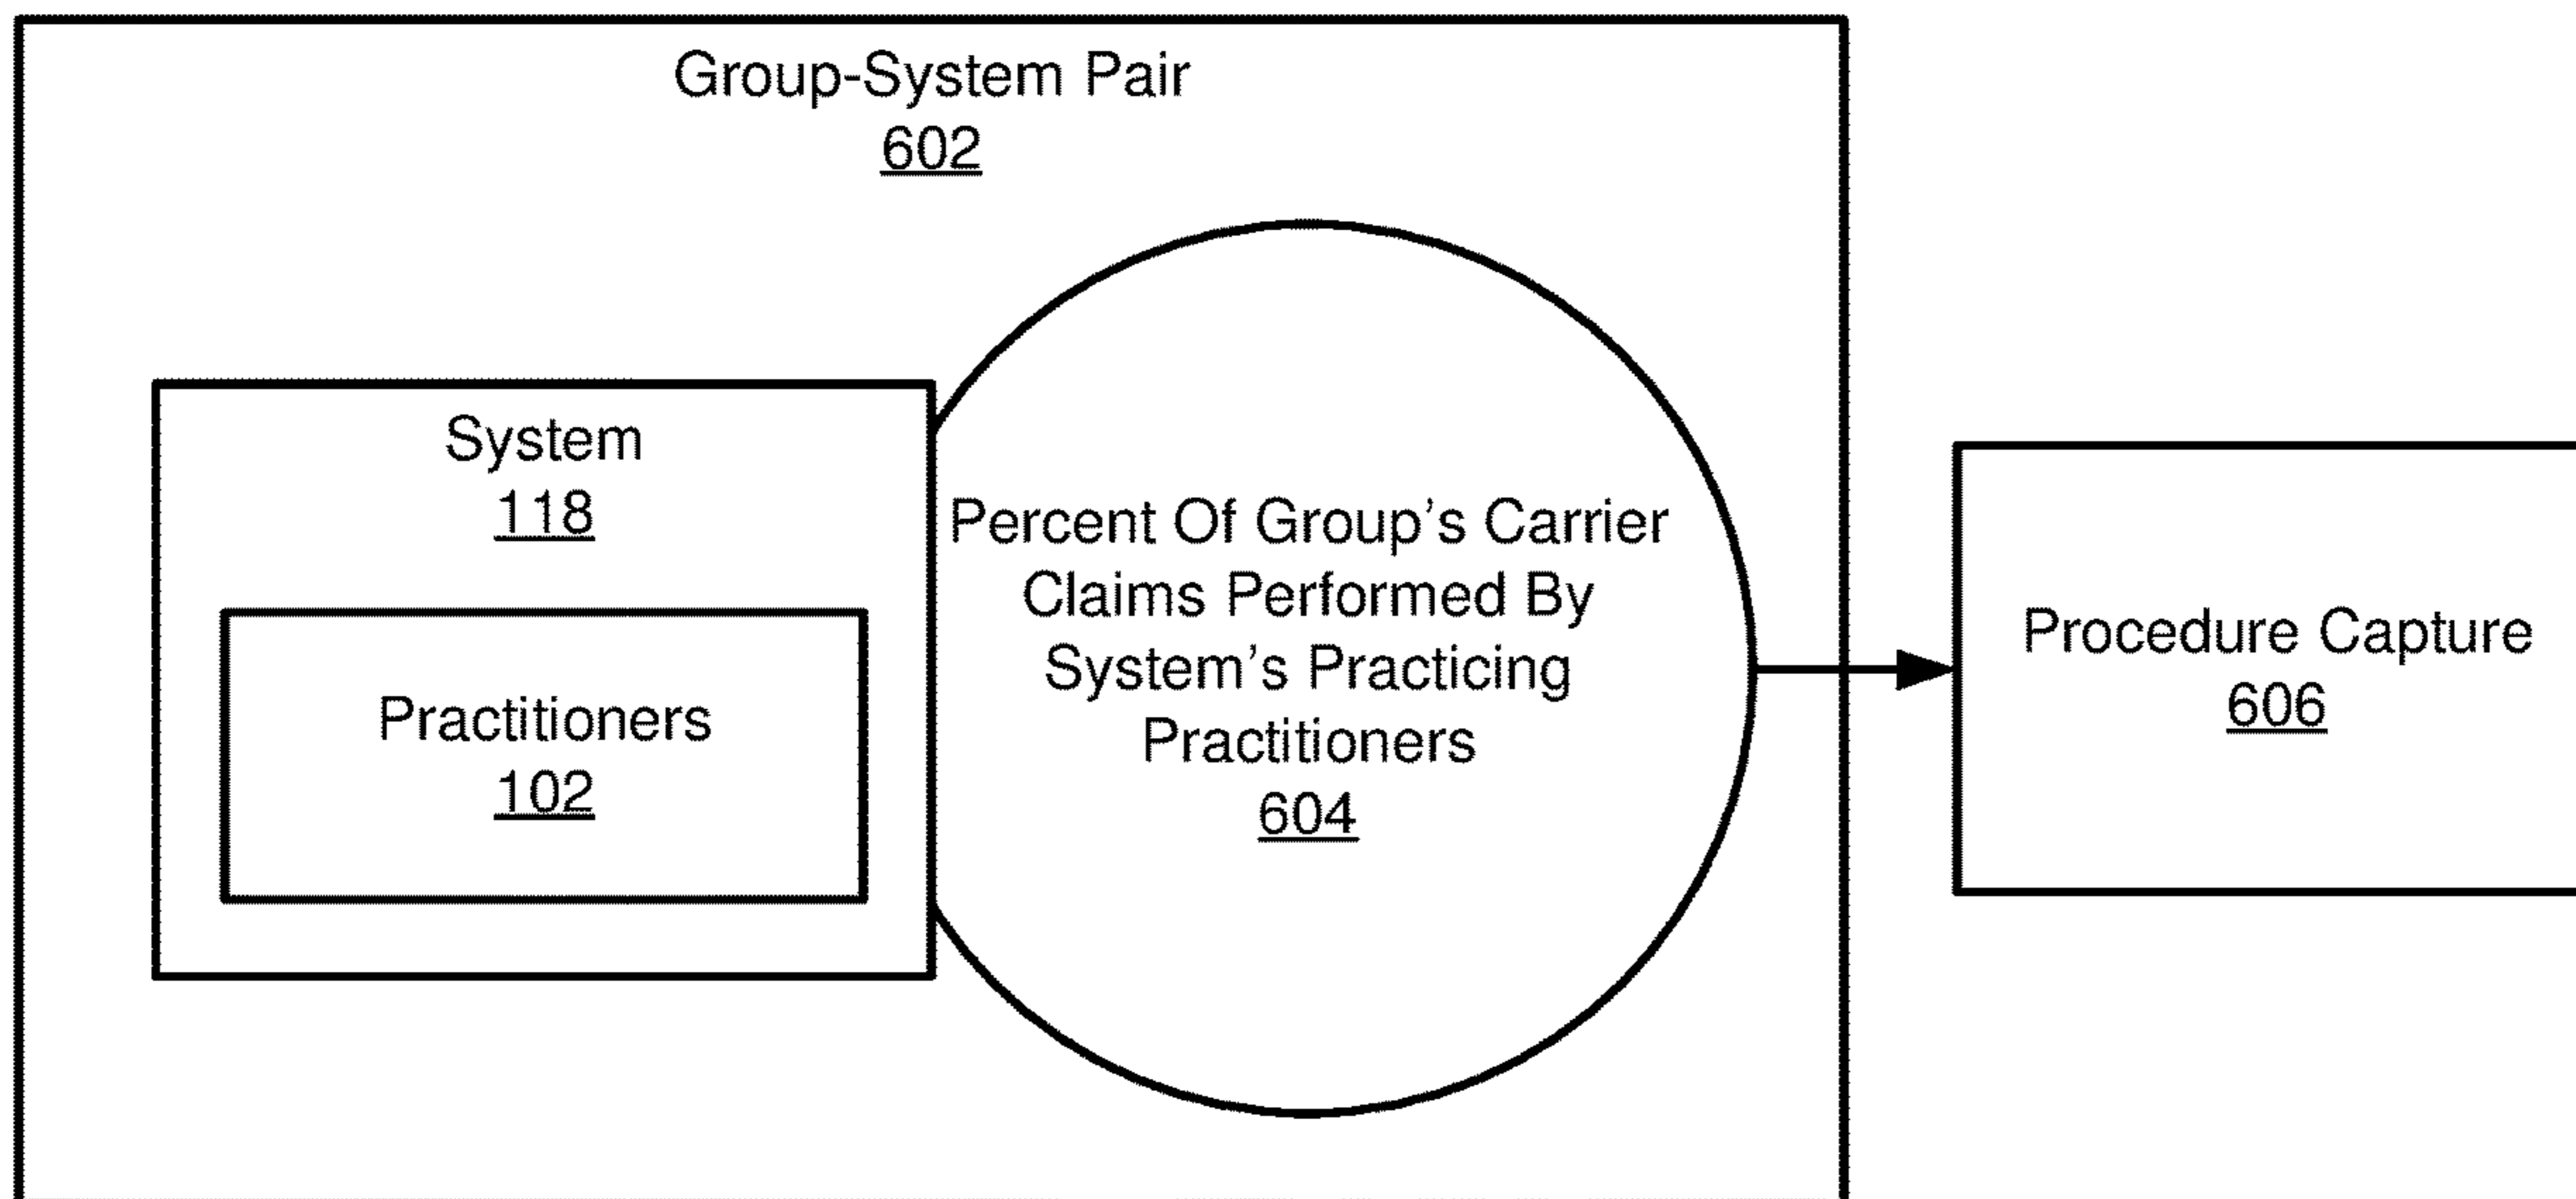 Group-System Pair
602
System
118
Practitioners
102
Percent Of Group's Carrier
Claims Performed By
System's Practicing
Practitioners
604
Procedure Capture
606